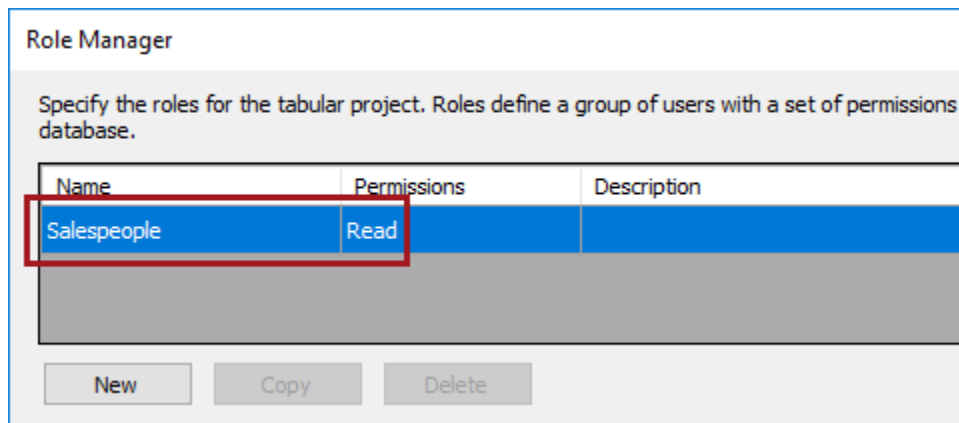 Role Manager
Specify the roles for the tabular project. Roles define a group of users with a set of permissions
database.
Name Permissions Description
Salespeople Read
New Copy Delete